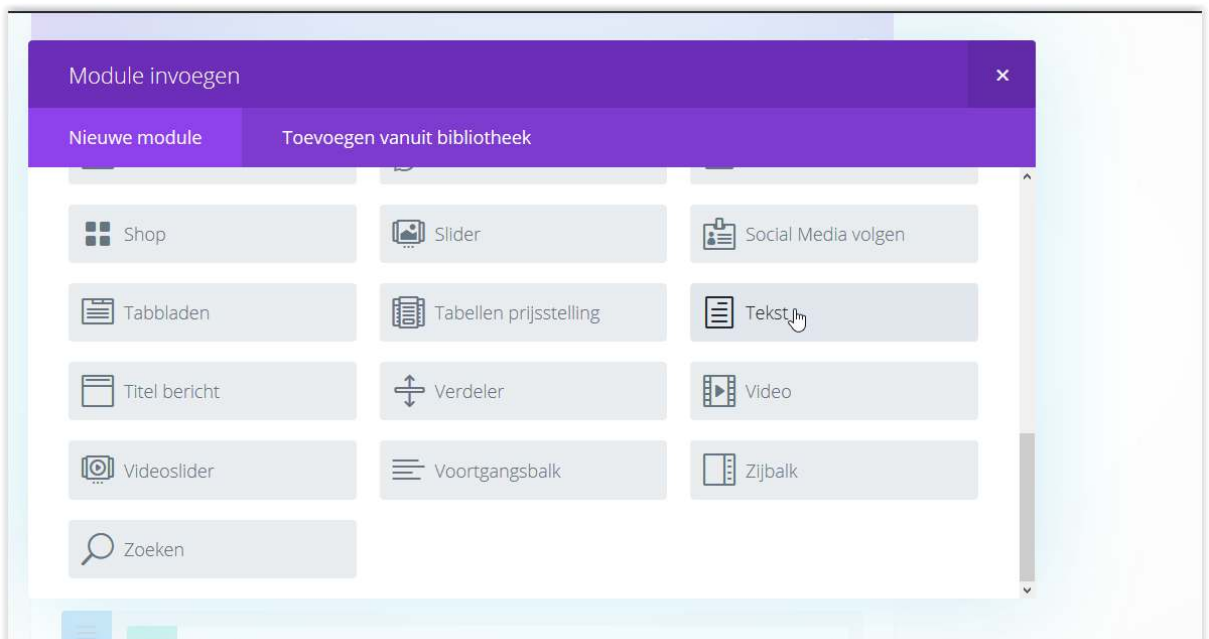 Module invoegen
Nieuwe module
Toevoegen vanuit bibliotheek
Shop
Slider
Social Media volgen
Tabbladen
Tabellen prijsstelling
Tekst
Titel bericht
Verdeler
Video
Videoslider
Voortgangsbalk
Zijbalk
Zoeken